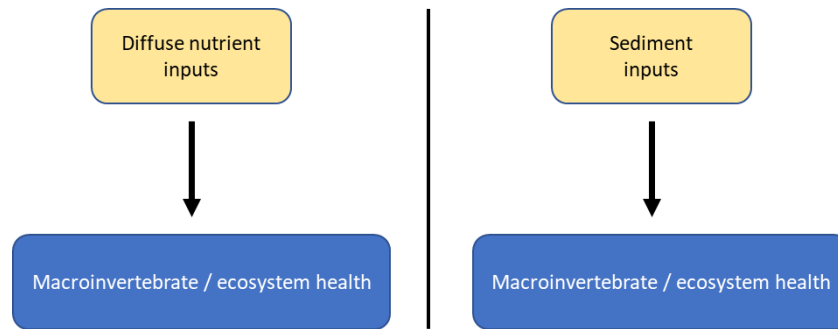 Diffuse nutrient
inputs
Macroinvertebrate / ecosystem health
Sediment
inputs
Macroinvertebrate / ecosystem health